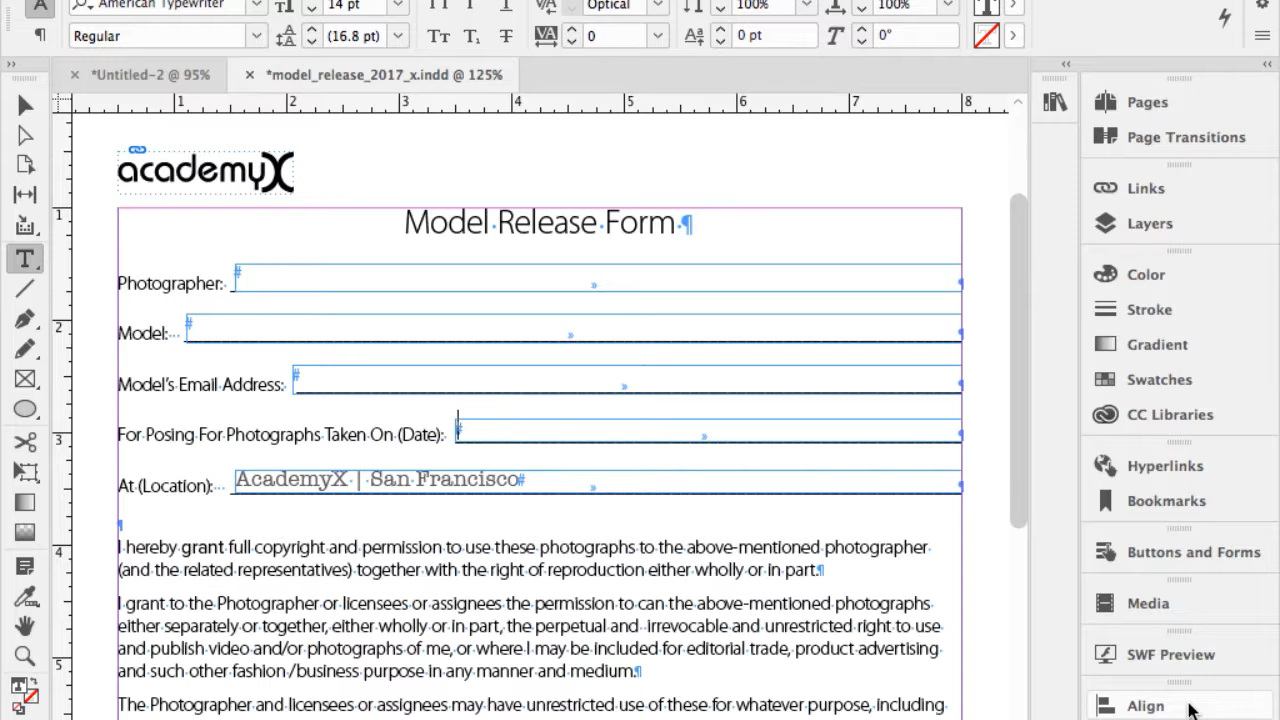 American Typewriter 14 pt Optical 100% 100%
Regular (16.8 pt) 0 0 pt 0°
*Untitled-2 @ 95% *model_release_2017_x.indd @ 125%
1 2 3 4 5 6 7 8
academyX
Model Release Form
Photographer:
Model:
Model's Email Address:
For Posing For Photographs Taken On (Date):
At (Location): AcademyX | San Francisco
I hereby grant full copyright and permission to use these photographs to the above-mentioned photographer
(and the related representatives) together with the right of reproduction either wholly or in part.
I grant to the Photographer or licensees or assignees the permission to can the above-mentioned photographs
either separately or together, either wholly or in part, the perpetual and irrevocable and unrestricted right to use
and publish video and/or photographs of me, or where I may be included for editorial trade, product advertising
and such other fashion /business purpose in any manner and medium.
The Photographer and licensees or assignees may have unrestricted use of these for whatever purpose, including
1
2
3
4
5
Pages
Page Transitions
Links
Layers
Color
Stroke
Gradient
Swatches
CC Libraries
Hyperlinks
Bookmarks
Buttons and Forms
Media
SWF Preview
Align